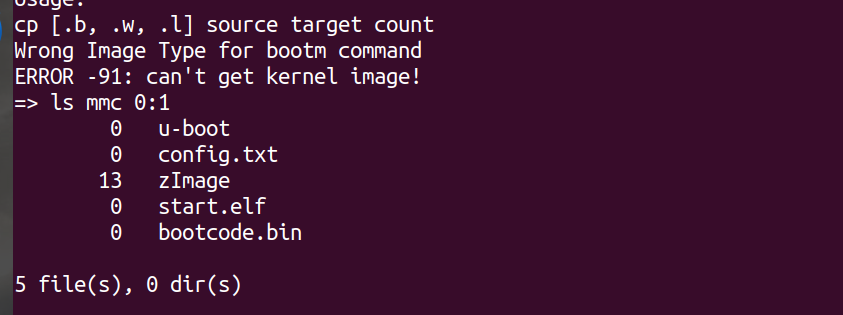 Usage:
cp [.b, .w, .l] source target count
Wrong Image Type for bootm command
ERROR -91: can't get kernel image!
=> ls mmc 0:1
0 u-boot
0 config.txt
13 zImage
0 start.elf
0 bootcode.bin
5 file(s), 0 dir(s)